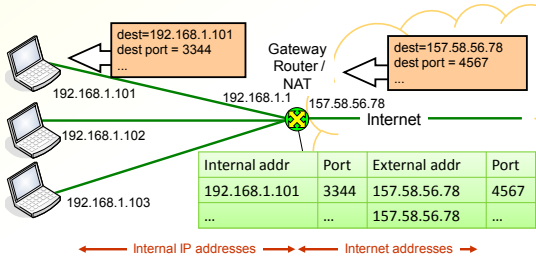 dest=192.168.1.101
dest port = 3344
...
Gateway
Router /
NAT
dest=157.58.56.78
dest port = 4567
...
192.168.1.101
192.168.1.1
157.58.56.78
Internet
192.168.1.102
192.168.1.103
Internal addr Port External addr Port
192.168.1.101 3344 157.58.56.78 4567
... ... 157.58.56.78 ...
Internal IP addresses Internet addresses